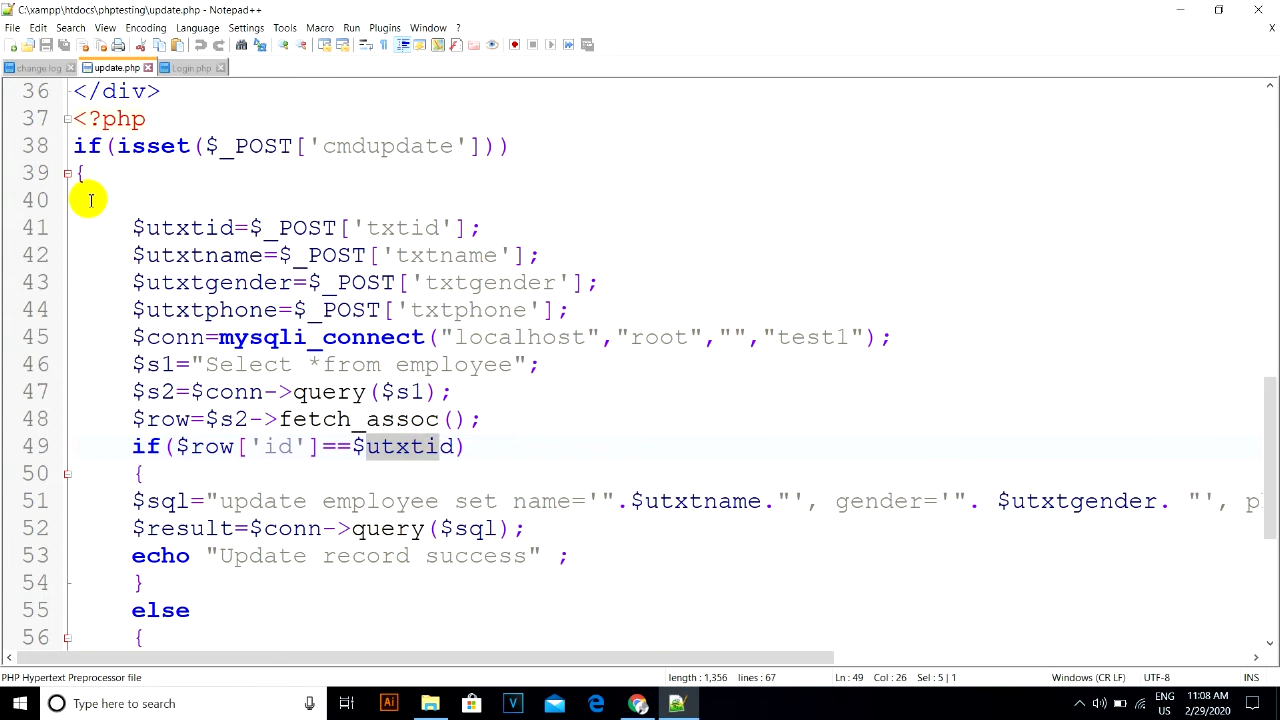 C:\xampp\htdocs\phptesting\update.php - Notepad++
File Edit Search View Encoding Language Settings Tools Macro Run Plugins Window ? X
change.log update.php Login.php
36 </div>
37 <?php
38 if(isset($_POST['cmdupdate']))
39 {
40
41 $utxtid=$_POST['txtid'];
42 $utxtname=$_POST['txtname'];
43 $utxtgender=$_POST['txtgender'];
44 $utxtphone=$_POST['txtphone'];
45 $conn=mysqli_connect("localhost","root","","test1");
46 $s1="Select *from employee";
47 $s2=$conn->query($s1);
48 $row=$s2->fetch_assoc();
49 if($row['id']==$utxtid)
50 {
51 $sql="update employee set name='".$utxtname."', gender='". $utxtgender. "', p
52 $result=$conn->query($sql);
53 echo "Update record success" ;
54 }
55 else
56 {
PHP Hypertext Preprocessor file length : 1,356 lines : 67 Ln : 49 Col : 26 Sel : 5 | 1 Windows (CR LF) UTF-8 INS
Type here to search Ai V ENG 11:08 AM
US 2/29/2020